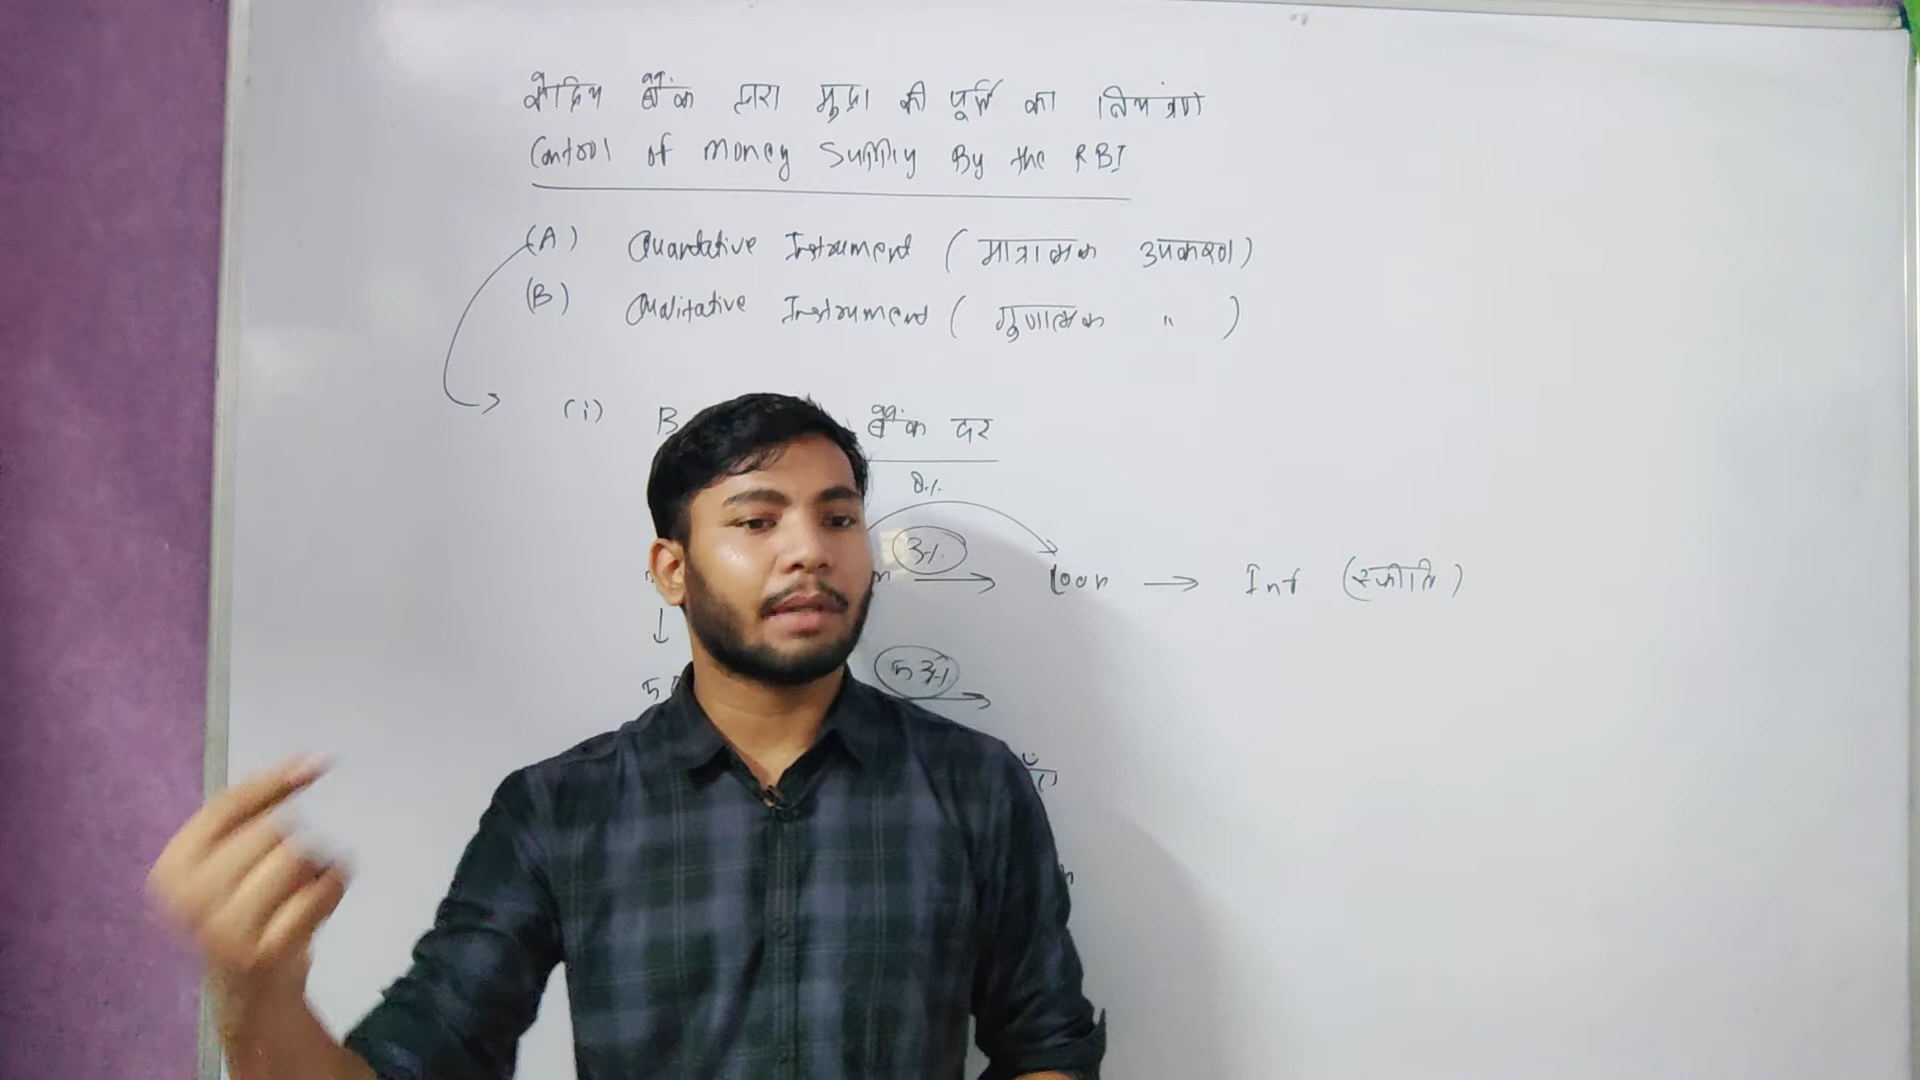 केंद्रिय बैंक द्वारा मुद्रा की पूर्ति का नियंत्रण
Control of Money Supply By the RBI
(A) Quantative Instrument (मात्रात्मक उपकरण)
(B) Qualitative Instrument (गुणात्मक " )
(i) B बैंक दर
8%
3% → Loan → Inf (स्फीति)
↓
5 3%